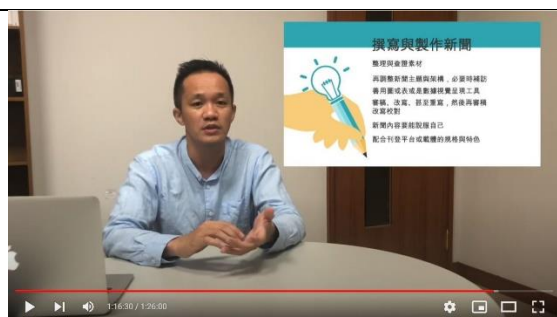 撰寫與製作新聞
整理與查證素材
再調整新聞主題與架構，必要時補訪
善用圖或表或是數據視覺呈現工具
審稿、改寫、甚至重寫，然後再審稿
改寫校對
新聞內容要能說服自己
配合刊登平台或載體的規格與特色
1:16:30 / 1:26:00